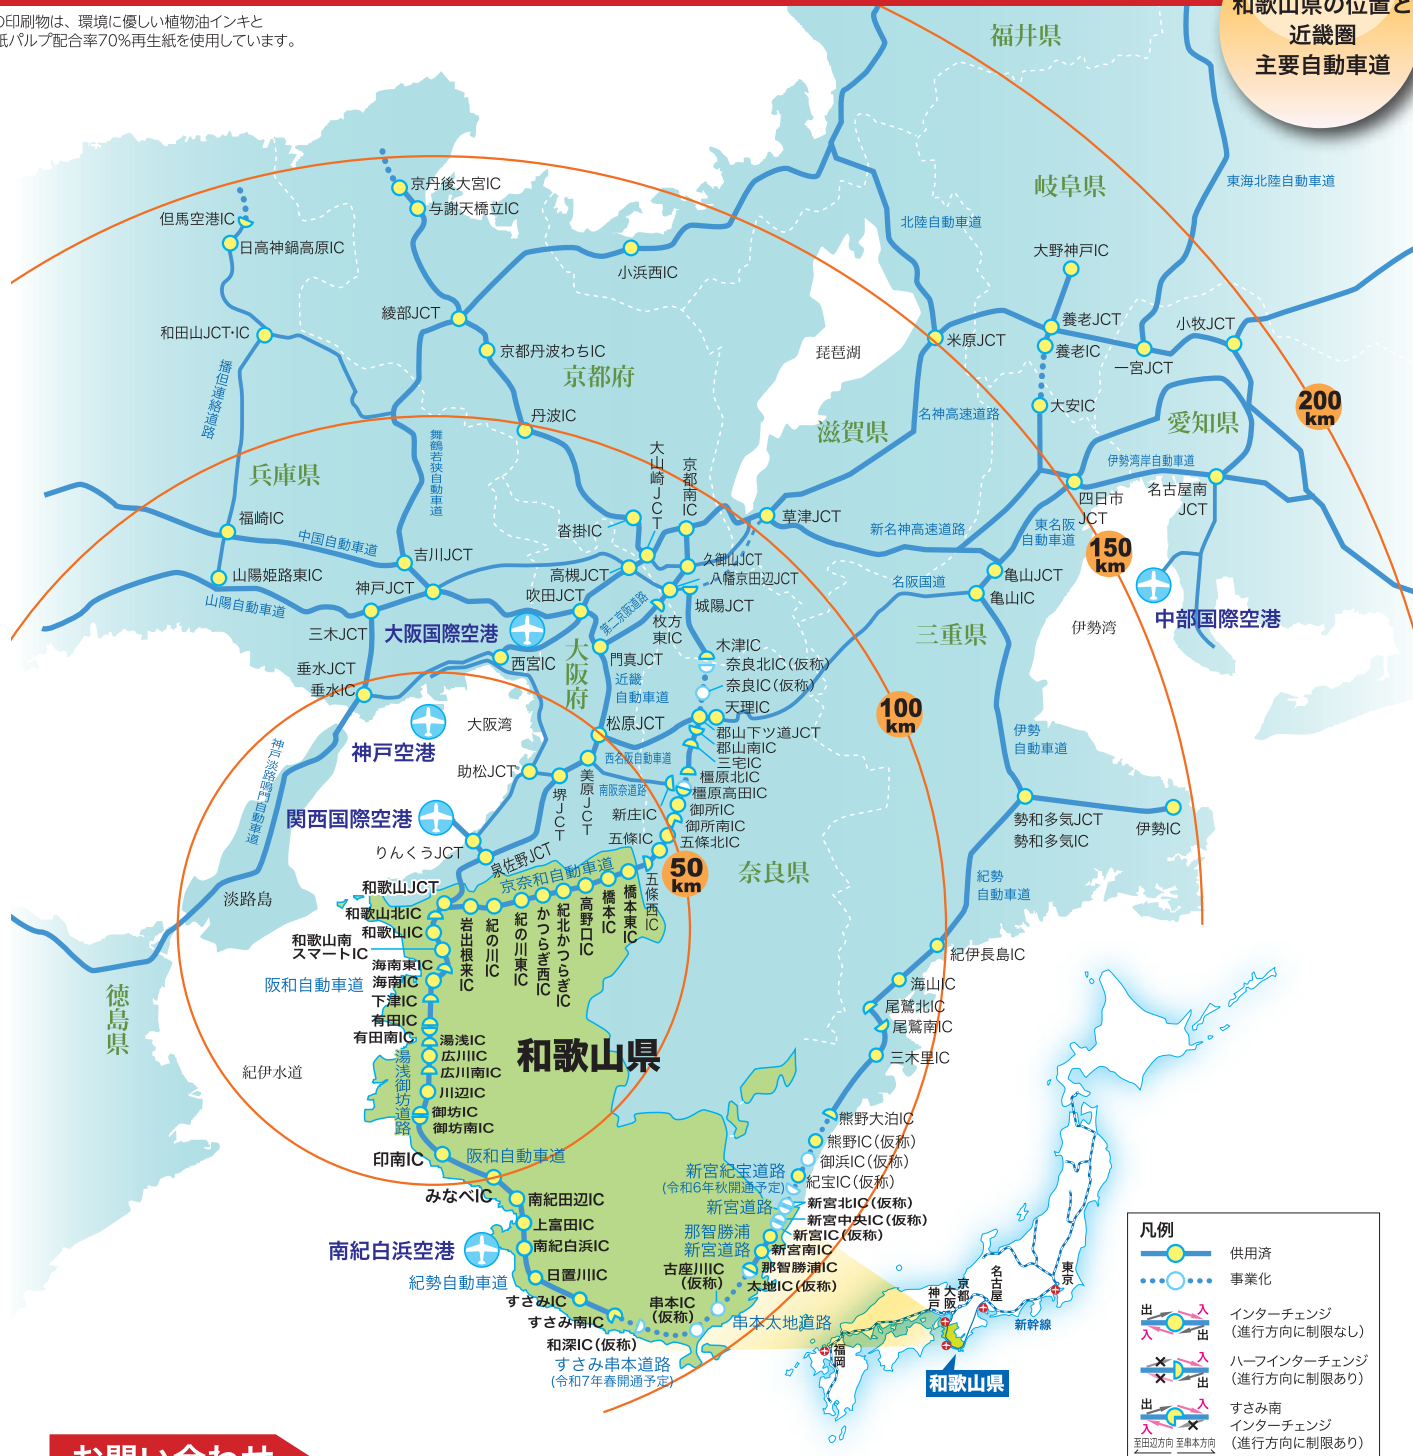 の印刷物は、環境に優しい植物油インキと
紙パルプ配合率70%再生紙を使用しています。
和歌山県の位置と
近畿圏
主要自動車道
福井県
岐阜県
東海北陸自動車道
北陸自動車道
京丹後大宮IC
与謝天橋立IC
但馬空港IC
日高神鍋高原IC
小浜西IC
大野神戸IC
綾部JCT
和田山JCT・IC
京都丹波わちIC
京都府
琵琶湖
米原JCT
養老JCT
養老IC
小牧JCT
一宮JCT
播但連絡道路
丹波IC
大安IC
200
km
名神高速道路
滋賀県
愛知県
舞鶴若狭自動車道
兵庫県
大山崎JCT
京都南IC
伊勢湾岸自動車道
四日市
JCT
名古屋南
JCT
福崎IC
中国自動車道
沓掛IC
草津JCT
新名神高速道路
東名阪
自動車道
150
km
吉川JCT
山陽姫路東IC
山陽自動車道
神戸JCT
高槻JCT
吹田JCT
久御山JCT
八幡京田辺JCT
城陽JCT
第二京阪道路
枚方
東IC
名阪国道
亀山JCT
亀山IC
中部国際空港
伊勢湾
三重県
三木JCT
大阪国際空港
西宮IC
大阪府
門真JCT
近畿
自動車道
木津IC
奈良北IC(仮称)
奈良IC(仮称)
天理IC
垂水JCT
垂水IC
100
km
大阪湾
神戸空港
松原JCT
郡山下ツ道JCT
郡山南IC
三宅IC
西名阪自動車道
伊勢
自動車道
神戸淡路鳴門自動車道
助松JCT
堺JCT
美原JCT
南阪奈道路
橿原北IC
橿原高田IC
新庄IC
御所IC
御所南IC
五條IC
五條北IC
関西国際空港
りんくうJCT
泉佐野JCT
勢和多気JCT
勢和多気IC
伊勢IC
50
km
奈良県
京奈和自動車道
五條西IC
紀勢
自動車道
淡路島
和歌山JCT
和歌山北IC
和歌山IC
和歌山南
スマートIC
岩出根来IC
紀の川IC
紀の川東IC
かつらぎ西IC
紀北かつらぎIC
高野口IC
橋本IC
橋本東IC
海南東IC
海南IC
阪和自動車道
下津IC
有田IC
有田南IC
紀伊長島IC
海山IC
尾鷲北IC
尾鷲南IC
三木里IC
徳島県
湯浅IC
広川IC
広川南IC
和歌山県
湯浅御坊道路
紀伊水道
川辺IC
御坊IC
御坊南IC
熊野大泊IC
熊野IC(仮称)
御浜IC(仮称)
紀宝IC(仮称)
印南IC
阪和自動車道
みなべIC
新宮紀宝道路
(令和6年秋開通予定)
新宮道路
新宮北IC(仮称)
新宮中央IC(仮称)
新宮IC(仮称)
那智勝浦
新宮道路
新宮南IC
南紀田辺IC
上富田IC
南紀白浜IC
南紀白浜空港
紀勢自動車道
日置川IC
すさみIC
すさみ南IC
和深IC(仮称)
すさみ串本道路
(令和7年春開通予定)
古座川IC
(仮称)
那智勝浦IC
太地IC(仮称)
串本IC
(仮称)
串本太地道路
神戸
大阪
京都
名古屋
東京
新幹線
福岡
和歌山県
凡例
供用済
事業化
出
入
入
出
インターチェンジ
(進行方向に制限なし)
入
出
ハーフインターチェンジ
(進行方向に制限あり)
出
入
入
すさみ南
インターチェンジ
(進行方向に制限あり)
至田辺方向 至串本方向
お問い合わせ